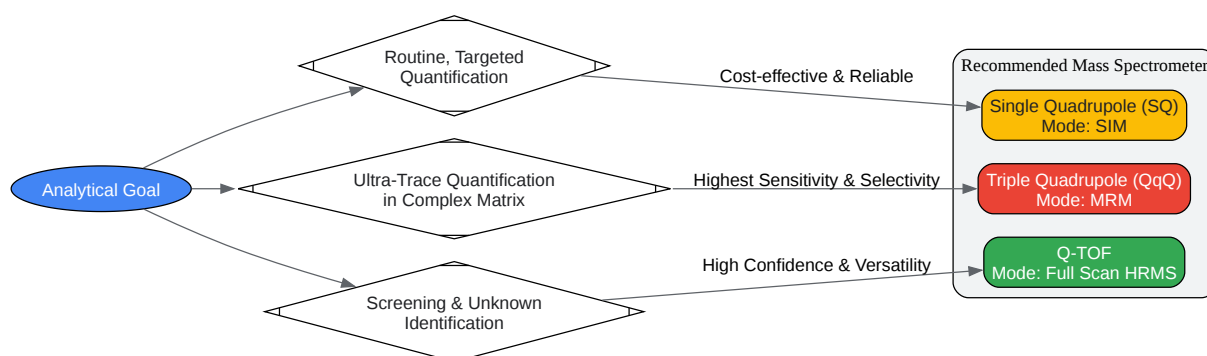 Routine, Targeted
Quantification
Cost-effective & Reliable
Recommended Mass Spectrometer
Single Quadrupole (SQ)
Mode: SIM
Analytical Goal
Ultra-Trace Quantification
in Complex Matrix
Highest Sensitivity & Selectivity
Triple Quadrupole (QqQ)
Mode: MRM
Screening & Unknown
Identification
High Confidence & Versatility
Q-TOF
Mode: Full Scan HRMS